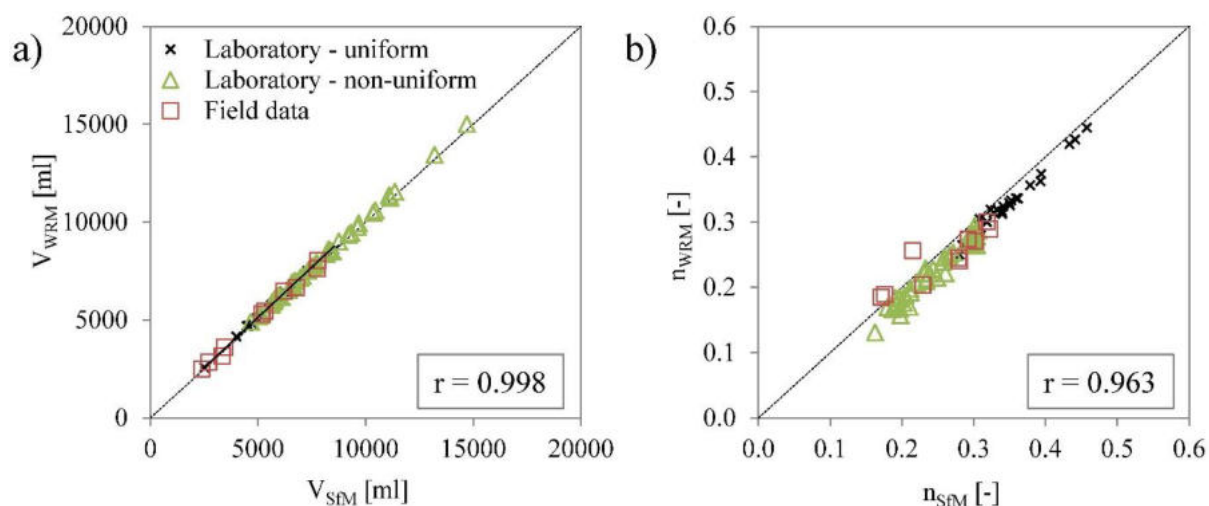 a)
20000
15000
10000
5000
0
V_WRM [ml]
× Laboratory - uniform
△ Laboratory - non-uniform
□ Field data
r = 0.998
0 5000 10000 15000 20000
V_SfM [ml]
b)
0.6
0.5
0.4
0.3
0.2
0.1
0.0
n_WRM [-]
r = 0.963
0.0 0.1 0.2 0.3 0.4 0.5 0.6
n_SfM [-]